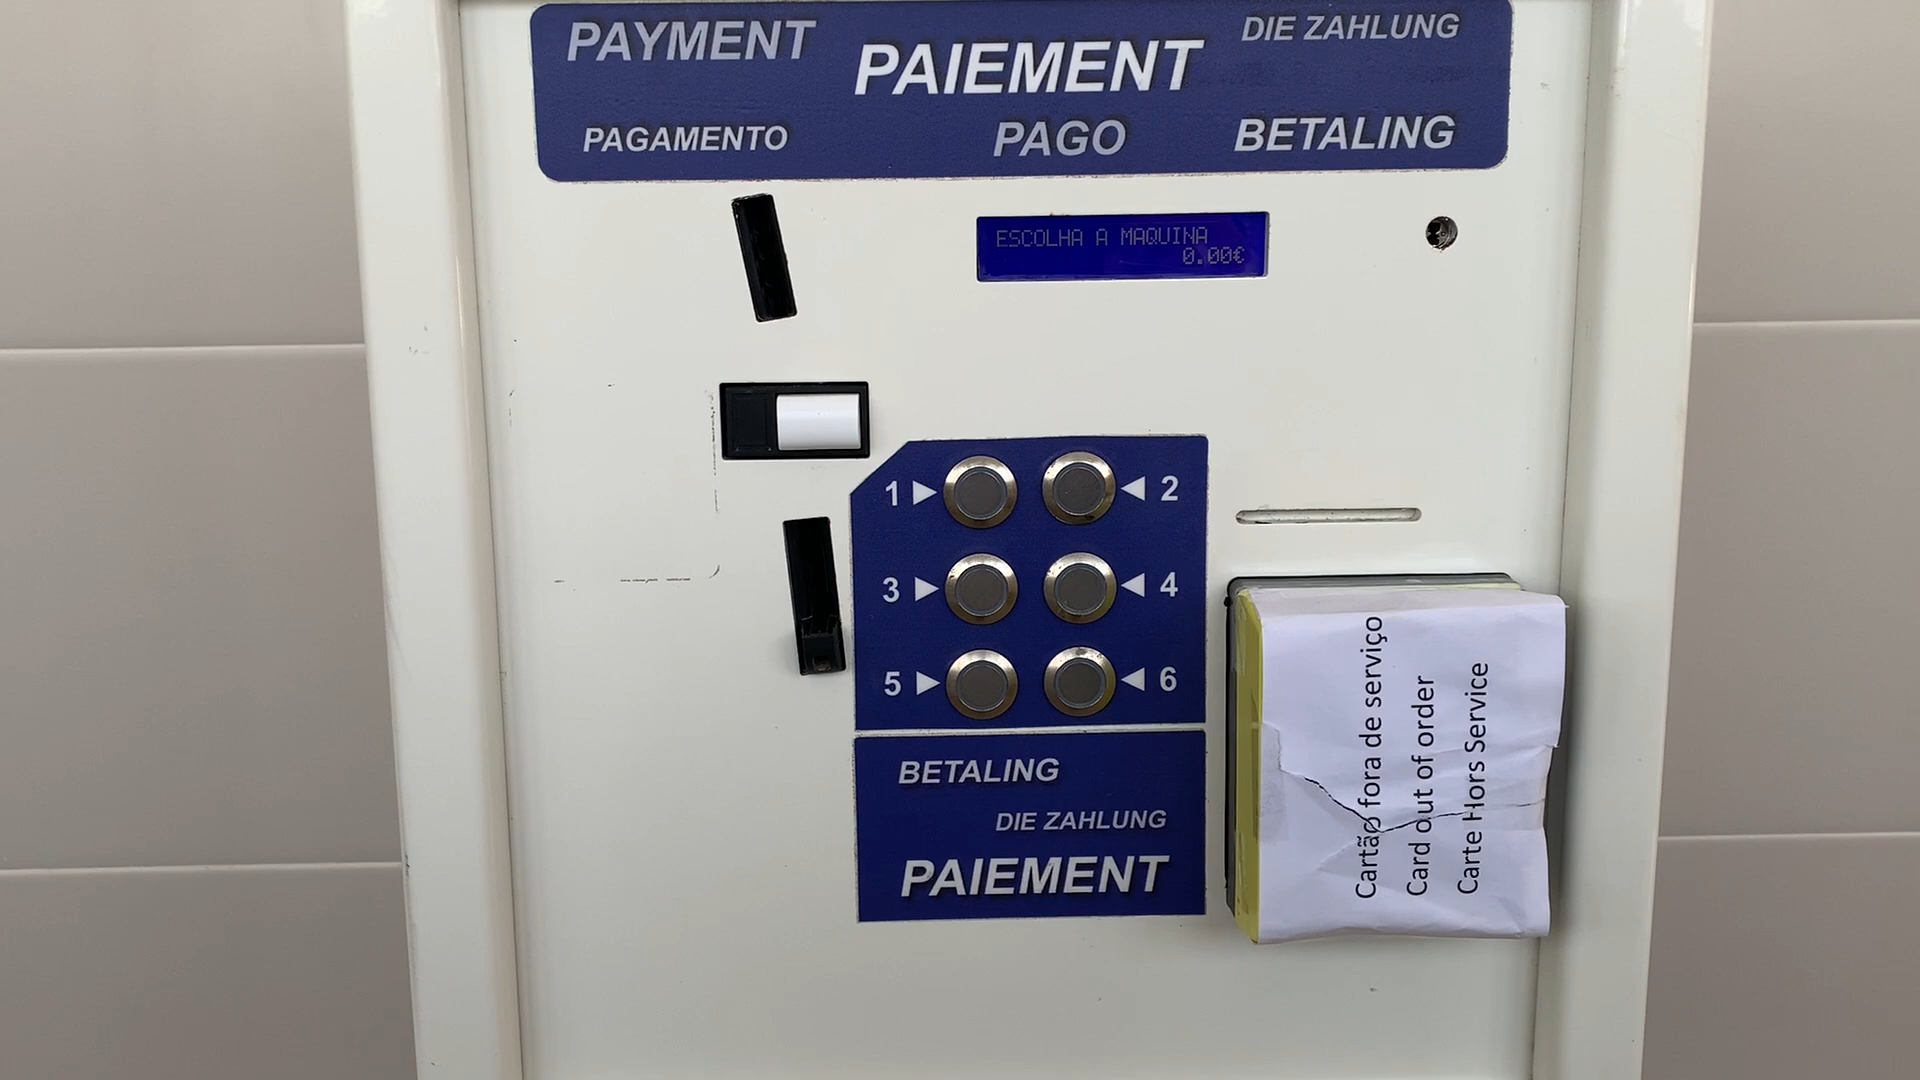 PAYMENT
PAIEMENT
DIE ZAHLUNG
PAGAMENTO
PAGO
BETALING
ESCOLHA A MAQUINA
0.00€
1
2
3
4
5
6
BETALING
DIE ZAHLUNG
PAIEMENT
Cartão fora de serviço
Card out of order
Carte Hors Service